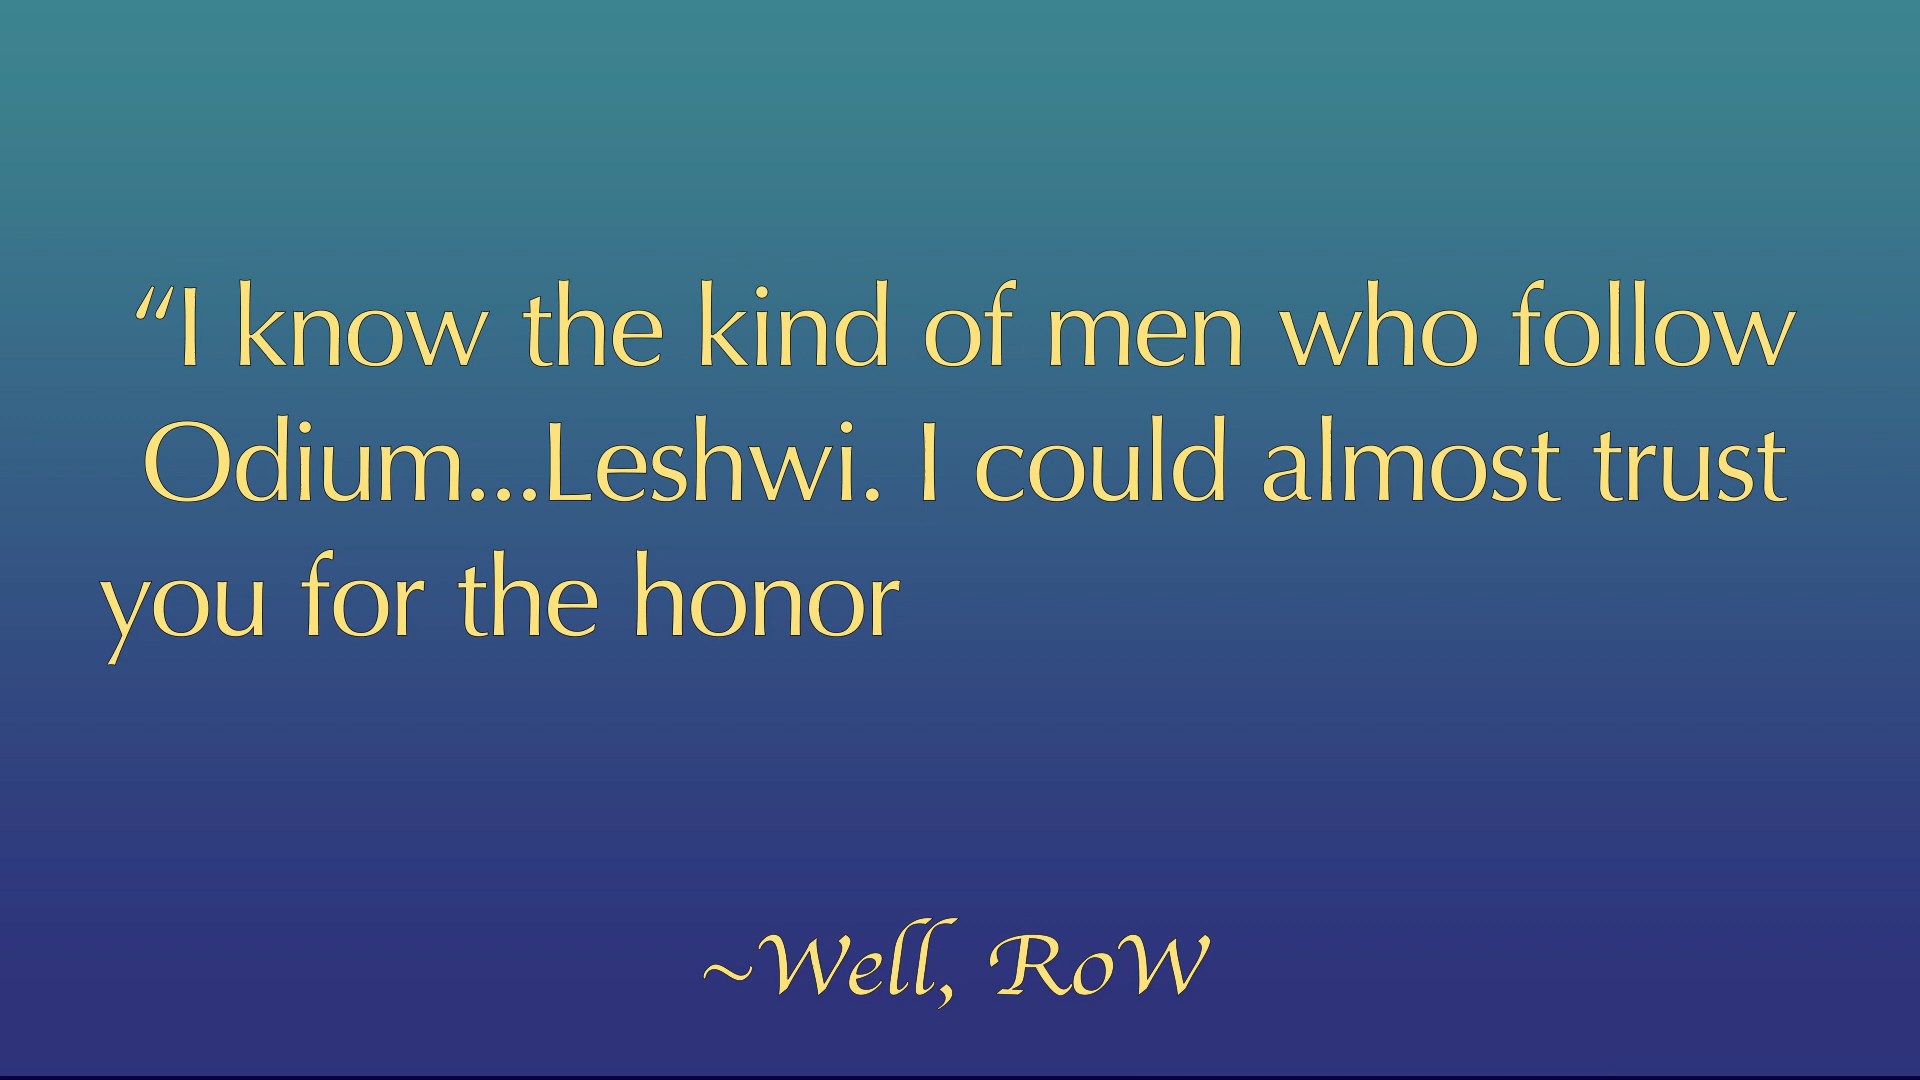 “I know the kind of men who follow
Odium...Leshwi. I could almost trust
you for the honor
~Well, RoW